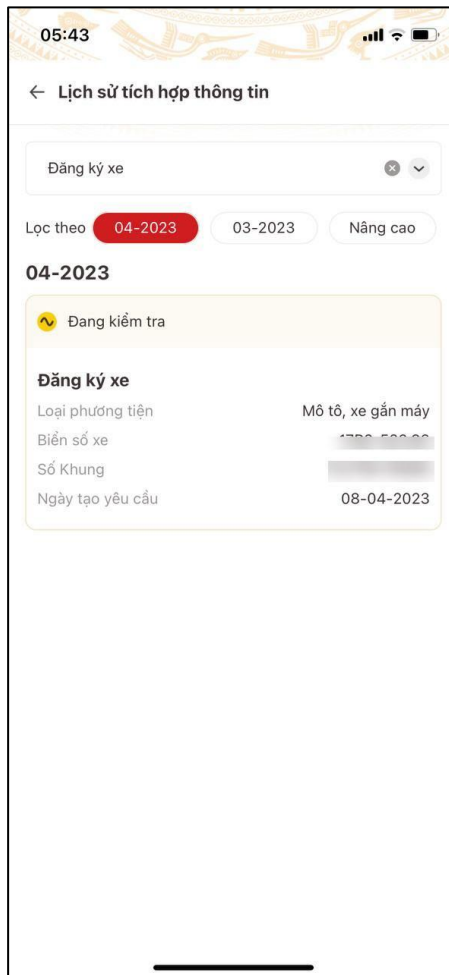 05:43
Lịch sử tích hợp thông tin
Đăng ký xe
Lọc theo 04-2023 03-2023 Nâng cao
04-2023
Đang kiểm tra
Đăng ký xe
Loại phương tiện Mô tô, xe gắn máy
Biển số xe
Số Khung
Ngày tạo yêu cầu 08-04-2023